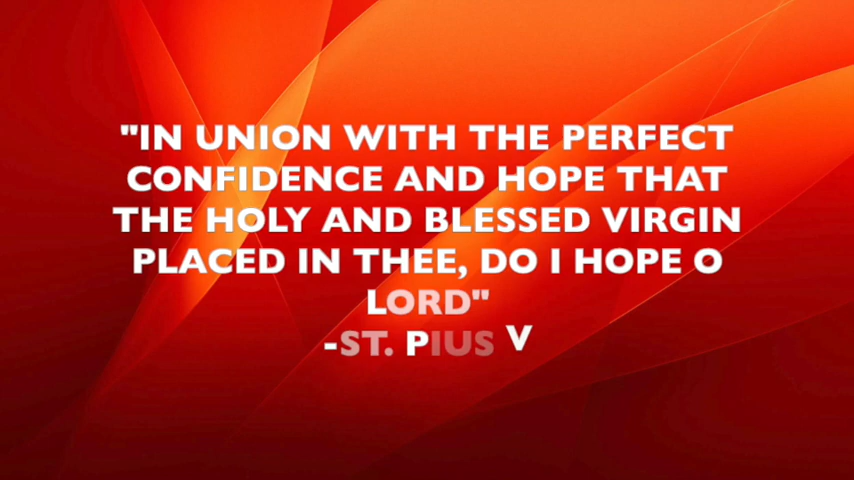 "IN UNION WITH THE PERFECT
CONFIDENCE AND HOPE THAT
THE HOLY AND BLESSED VIRGIN
PLACED IN THEE, DO I HOPE O
LORD"
-ST. PIUS V